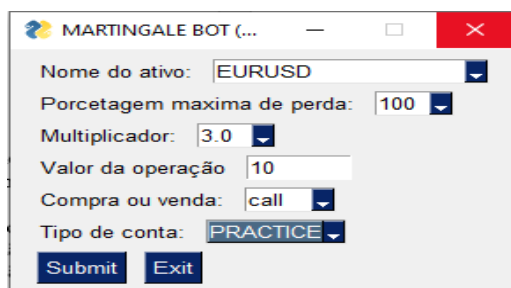 MARTINGALE BOT (...
Nome do ativo: EURUSD
Porcetagem maxima de perda: 100
Multiplicador: 3.0
Valor da operação 10
Compra ou venda: call
Tipo de conta: PRACTICE
Submit Exit